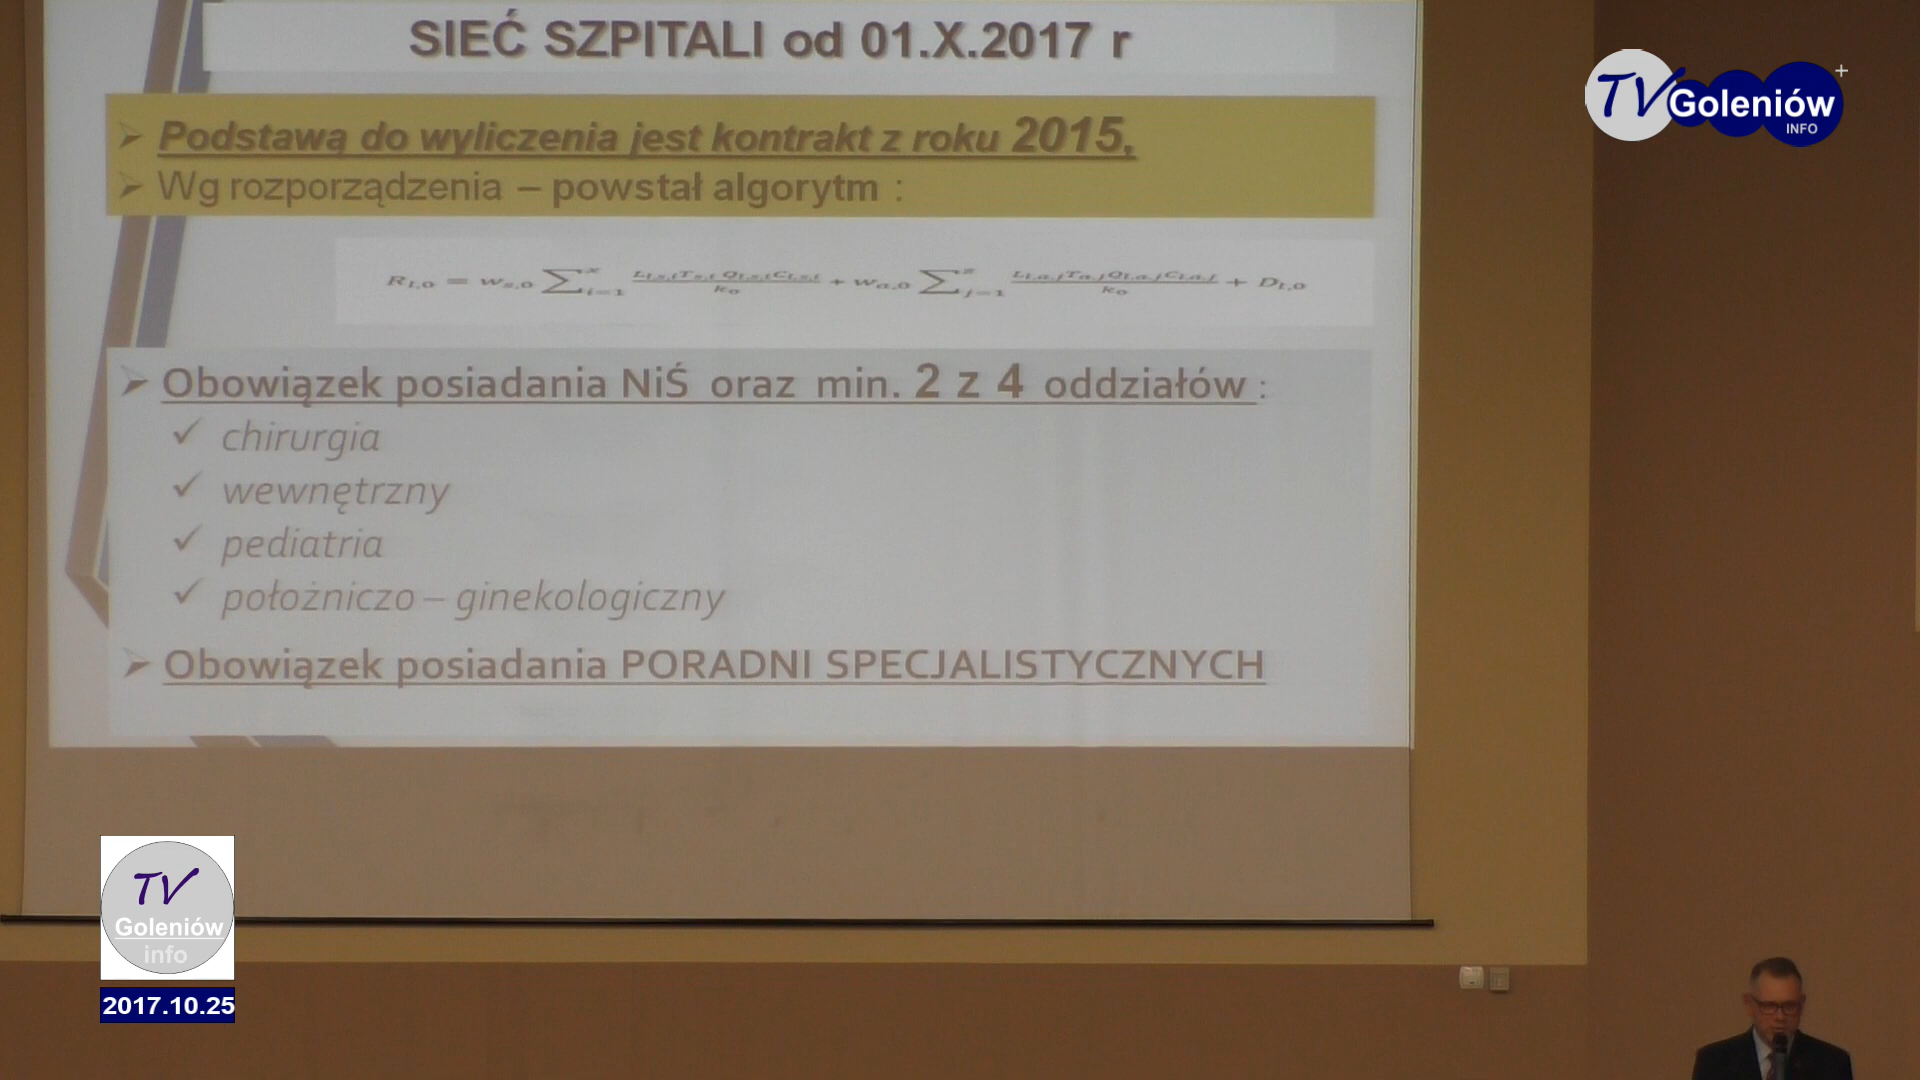 SIEĆ SZPITALI od 01.X.2017 r
TV Goleniów
INFO
Podstawą do wyliczenia jest kontrakt z roku 2015,
Wg rozporządzenia – powstał algorytm :
Obowiązek posiadania NiŚ oraz min. 2 z 4 oddziałów :
chirurgia
wewnętrzny
pediatria
położniczo – ginekologiczny
Obowiązek posiadania PORADNI SPECJALISTYCZNYCH
TV
Goleniów
info
2017.10.25